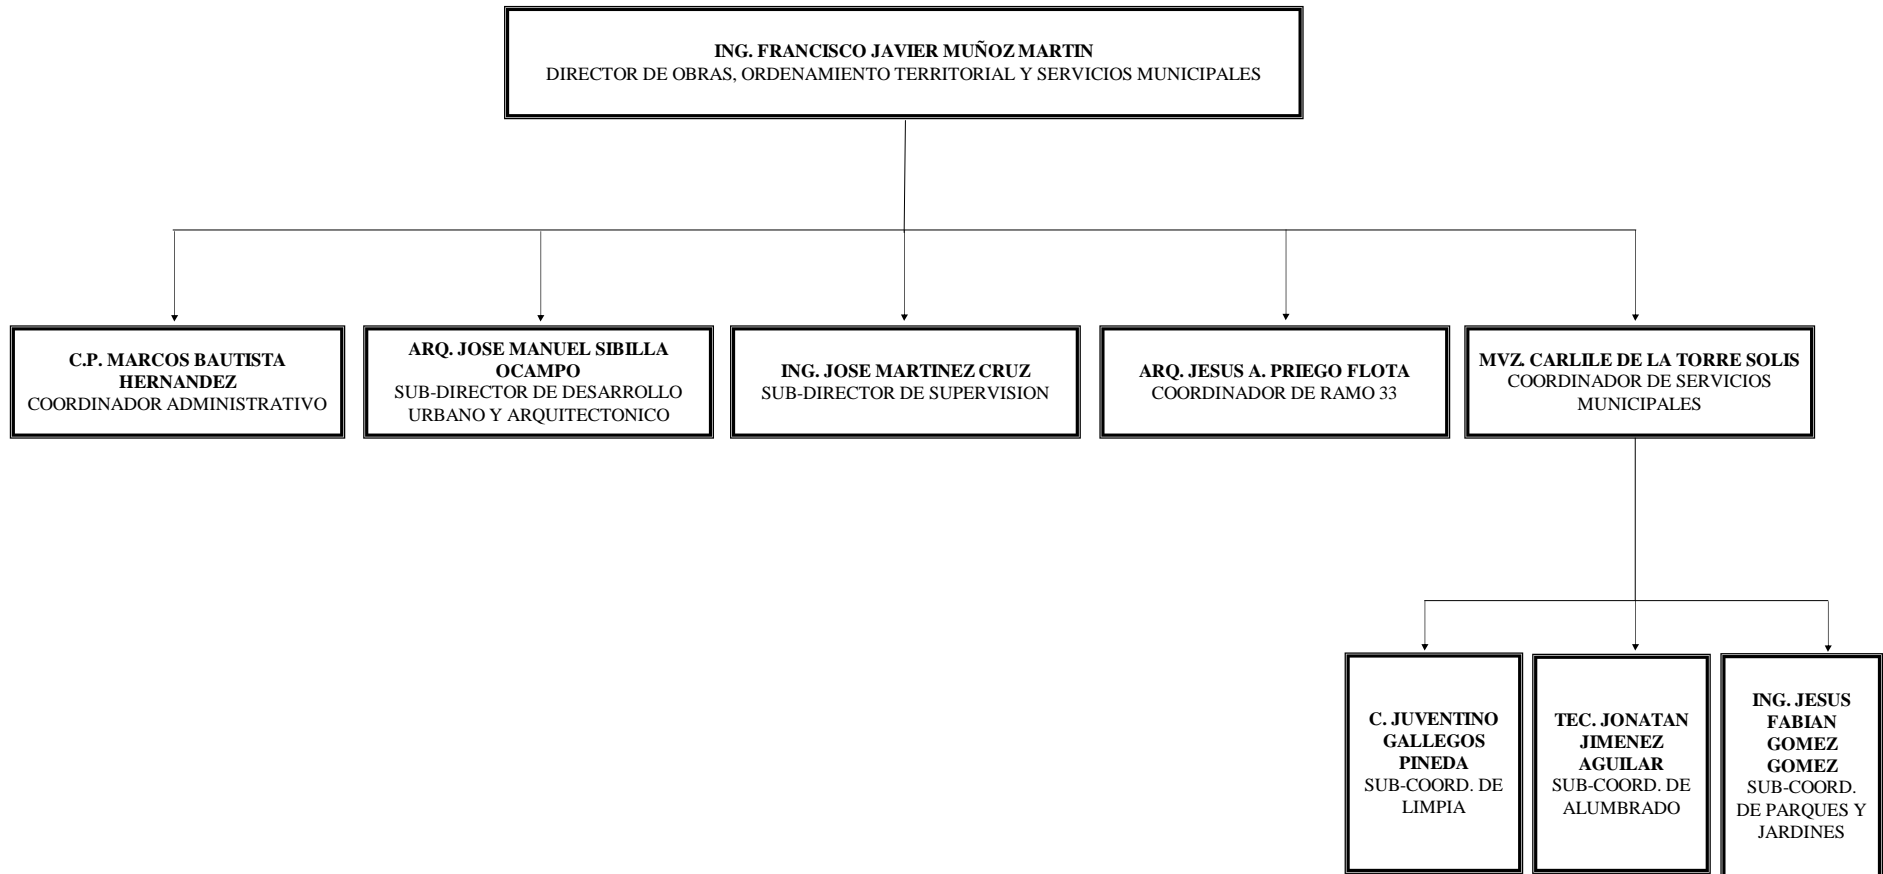 ING. FRANCISCO JAVIER MUÑOZ MARTIN
DIRECTOR DE OBRAS, ORDENAMIENTO TERRITORIAL Y SERVICIOS MUNICIPALES
C.P. MARCOS BAUTISTA
HERNANDEZ
COORDINADOR ADMINISTRATIVO
ARQ. JOSE MANUEL SIBILLA
OCAMPO
SUB-DIRECTOR DE DESARROLLO
URBANO Y ARQUITECTONICO
ING. JOSE MARTINEZ CRUZ
SUB-DIRECTOR DE SUPERVISION
ARQ. JESUS A. PRIEGO FLOTA
COORDINADOR DE RAMO 33
MVZ. CARLILE DE LA TORRE SOLIS
COORDINADOR DE SERVICIOS
MUNICIPALES
C. JUVENTINO
GALLEGOS
PINEDA
SUB-COORD. DE
LIMPIA
TEC. JONATAN
JIMENEZ
AGUILAR
SUB-COORD. DE
ALUMBRADO
ING. JESUS
FABIAN
GOMEZ
GOMEZ
SUB-COORD.
DE PARQUES Y
JARDINES